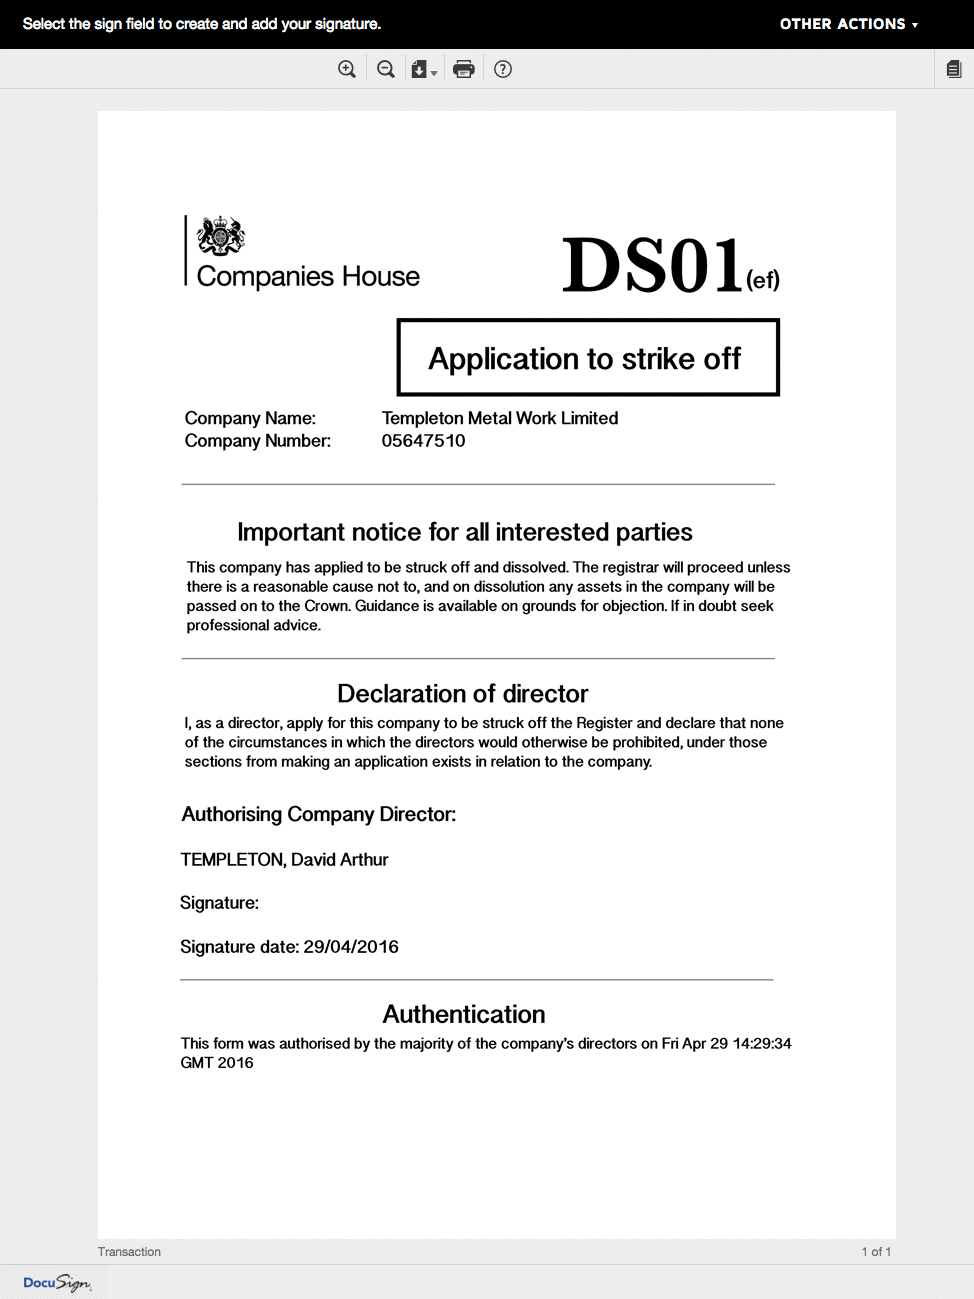 Select the sign field to create and add your signature.
OTHER ACTIONS
Companies House
DS01(ef)
Application to strike off
Company Name: Templeton Metal Work Limited
Company Number: 05647510
Important notice for all interested parties
This company has applied to be struck off and dissolved. The registrar will proceed unless
there is a reasonable cause not to, and on dissolution any assets in the company will be
passed on to the Crown. Guidance is available on grounds for objection. If in doubt seek
professional advice.
Declaration of director
I, as a director, apply for this company to be struck off the Register and declare that none
of the circumstances in which the directors would otherwise be prohibited, under those
sections from making an application exists in relation to the company.
Authorising Company Director:
TEMPLETON, David Arthur
Signature:
Signature date: 29/04/2016
Authentication
This form was authorised by the majority of the company's directors on Fri Apr 29 14:29:34
GMT 2016
Transaction
1 of 1
DocuSign